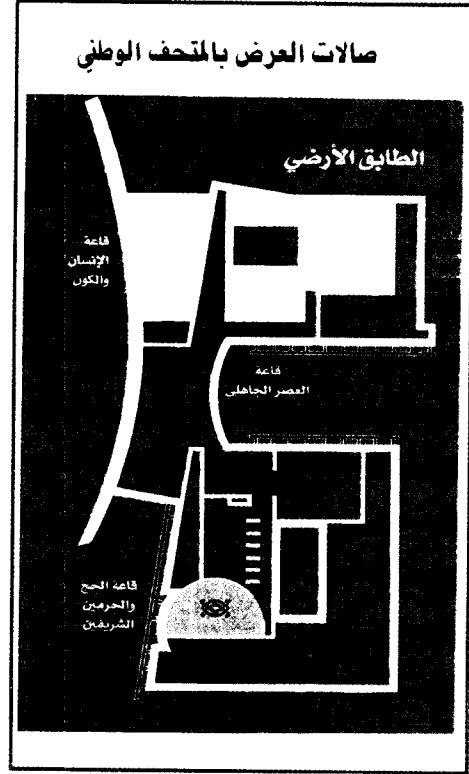 صالات العرض بالمتحف الوطني
الطابق الأرضي
قاعة
الإنسان
والكون
قاعة
العصر الجاهلي
قاعة الحج
والحرمين
الشريفين